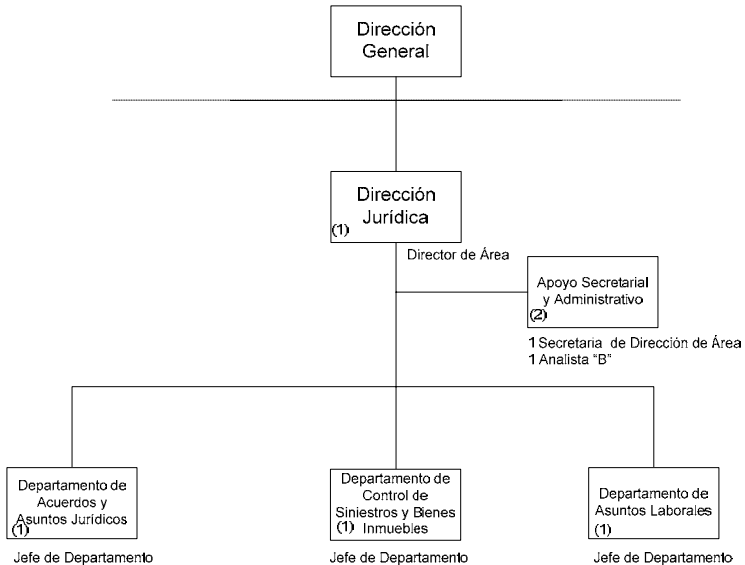 Dirección
General
Dirección
Jurídica
(1)
Director de Área
Apoyo Secretarial
y Administrativo
(2)
1 Secretaria de Dirección de Área
1 Analista “B”
Departamento de
Acuerdos y
Asuntos Jurídicos
(1)
Jefe de Departamento
Departamento de
Control de
Siniestros y Bienes
(1) Inmuebles
Jefe de Departamento
Departamento de
Asuntos Laborales
(1)
Jefe de Departamento